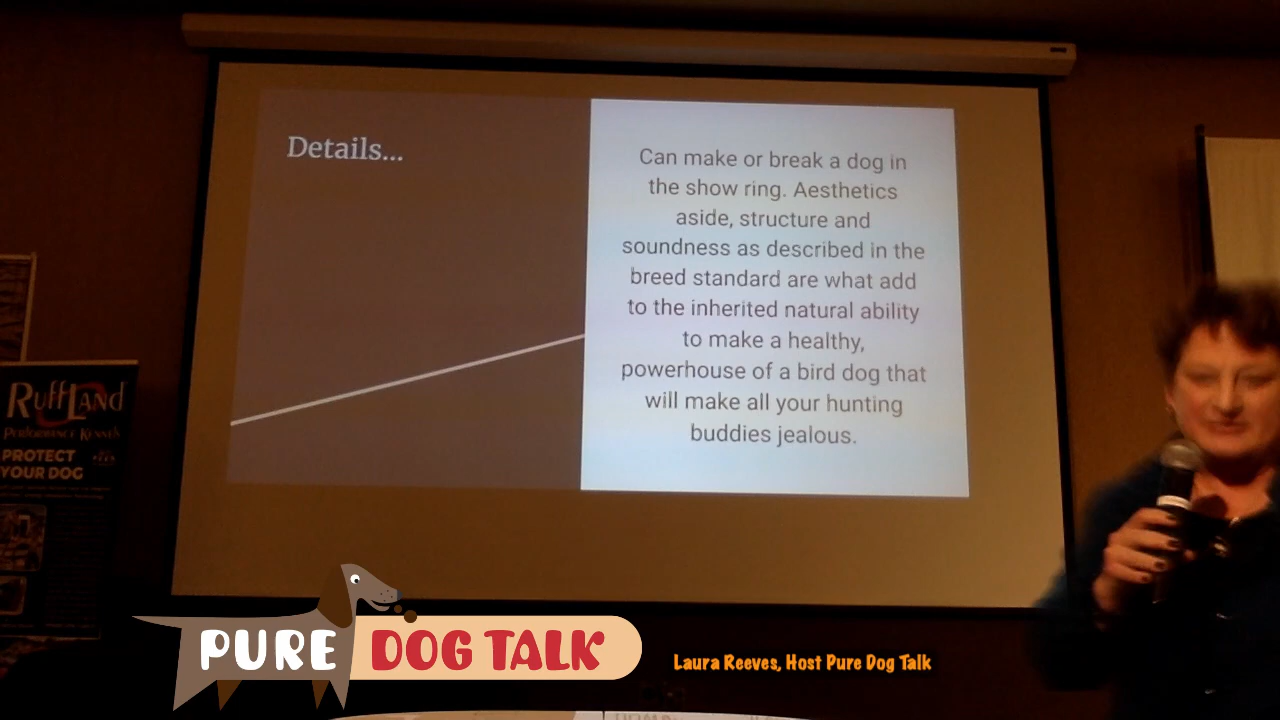 Details...
Can make or break a dog in
the show ring. Aesthetics
aside, structure and
soundness as described in the
breed standard are what add
to the inherited natural ability
to make a healthy,
powerhouse of a bird dog that
will make all your hunting
buddies jealous.
RUFFLAND
PERFORMANCE KENNELS
PROTECT
YOUR DOG
PURE DOG TALK
Laura Reeves, Host Pure Dog Talk